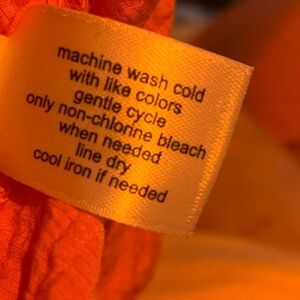 machine wash cold
with like colors
gentle cycle
only non-chlorine bleach
when needed
line dry
cool iron if needed